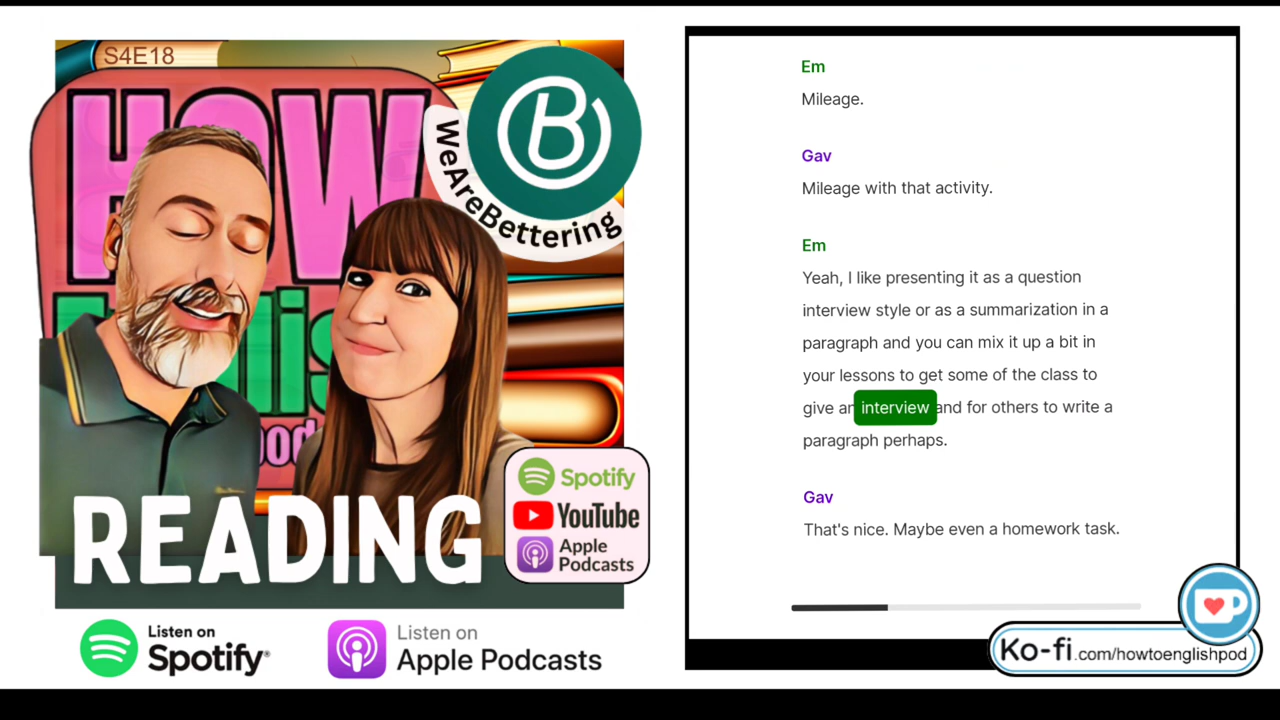 S4E18
HOW
WeAreBettering
B
READING
Spotify
YouTube
Apple
Podcasts
Listen on
Spotify
Listen on
Apple Podcasts
Em
Mileage.
Gav
Mileage with that activity.
Em
Yeah, I like presenting it as a question
interview style or as a summarization in a
paragraph and you can mix it up a bit in
your lessons to get some of the class to
give an interview and for others to write a
paragraph perhaps.
Gav
That's nice. Maybe even a homework task.
Ko-fi.com/howtoenglishpod